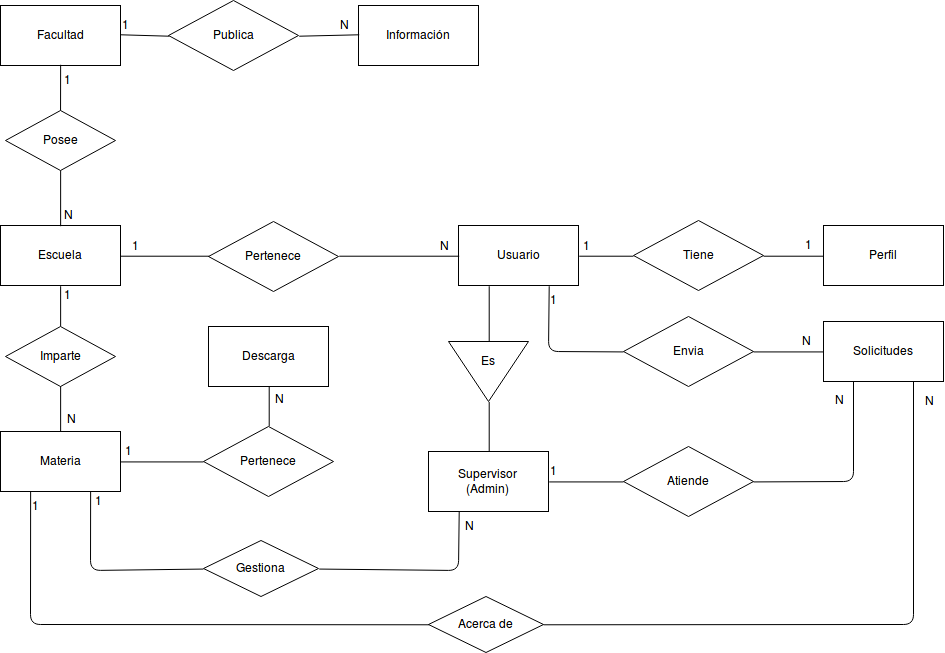 Facultad
1
Publica
N
Información
1
Posee
N
Escuela
1
Pertenece
N
Usuario
1
Tiene
1
Perfil
1
1
Imparte
N
Descarga
N
Es
Envia
N
Solicitudes
N
N
Materia
1
Pertenece
Supervisor
(Admin)
1
Atiende
1
1
N
Gestiona
Acerca de